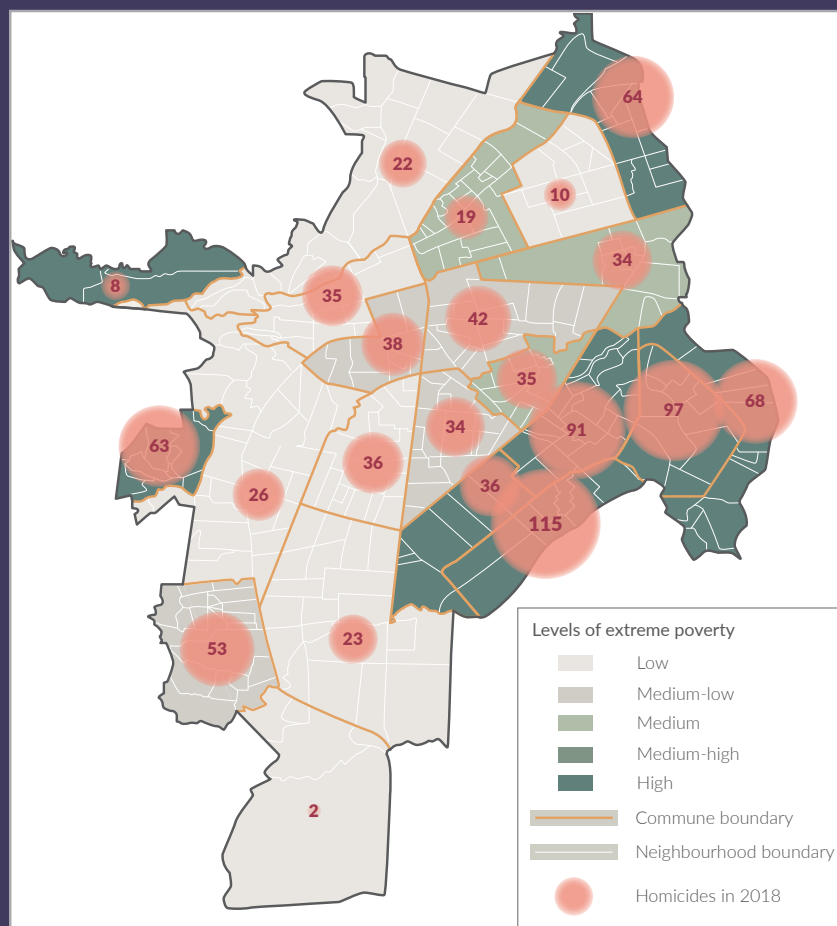 64
22
10
19
34
8
35
42
38
35
68
97
91
34
63
36
36
26
115
23
53
2
Levels of extreme poverty
Low
Medium-low
Medium
Medium-high
High
Commune boundary
Neighbourhood boundary
Homicides in 2018